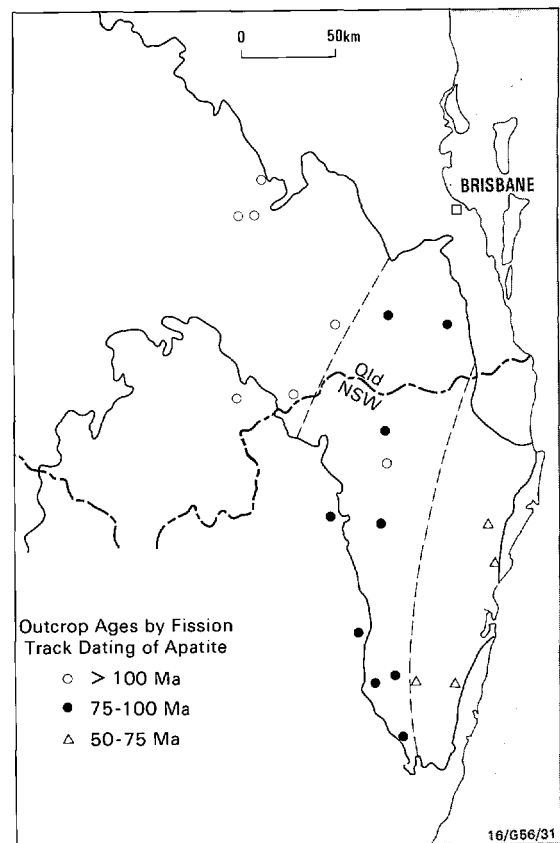 0 50km
BRISBANE
Qld
NSW
Outcrop Ages by Fission
Track Dating of Apatite
> 100 Ma
75-100 Ma
50-75 Ma
16/G56/31